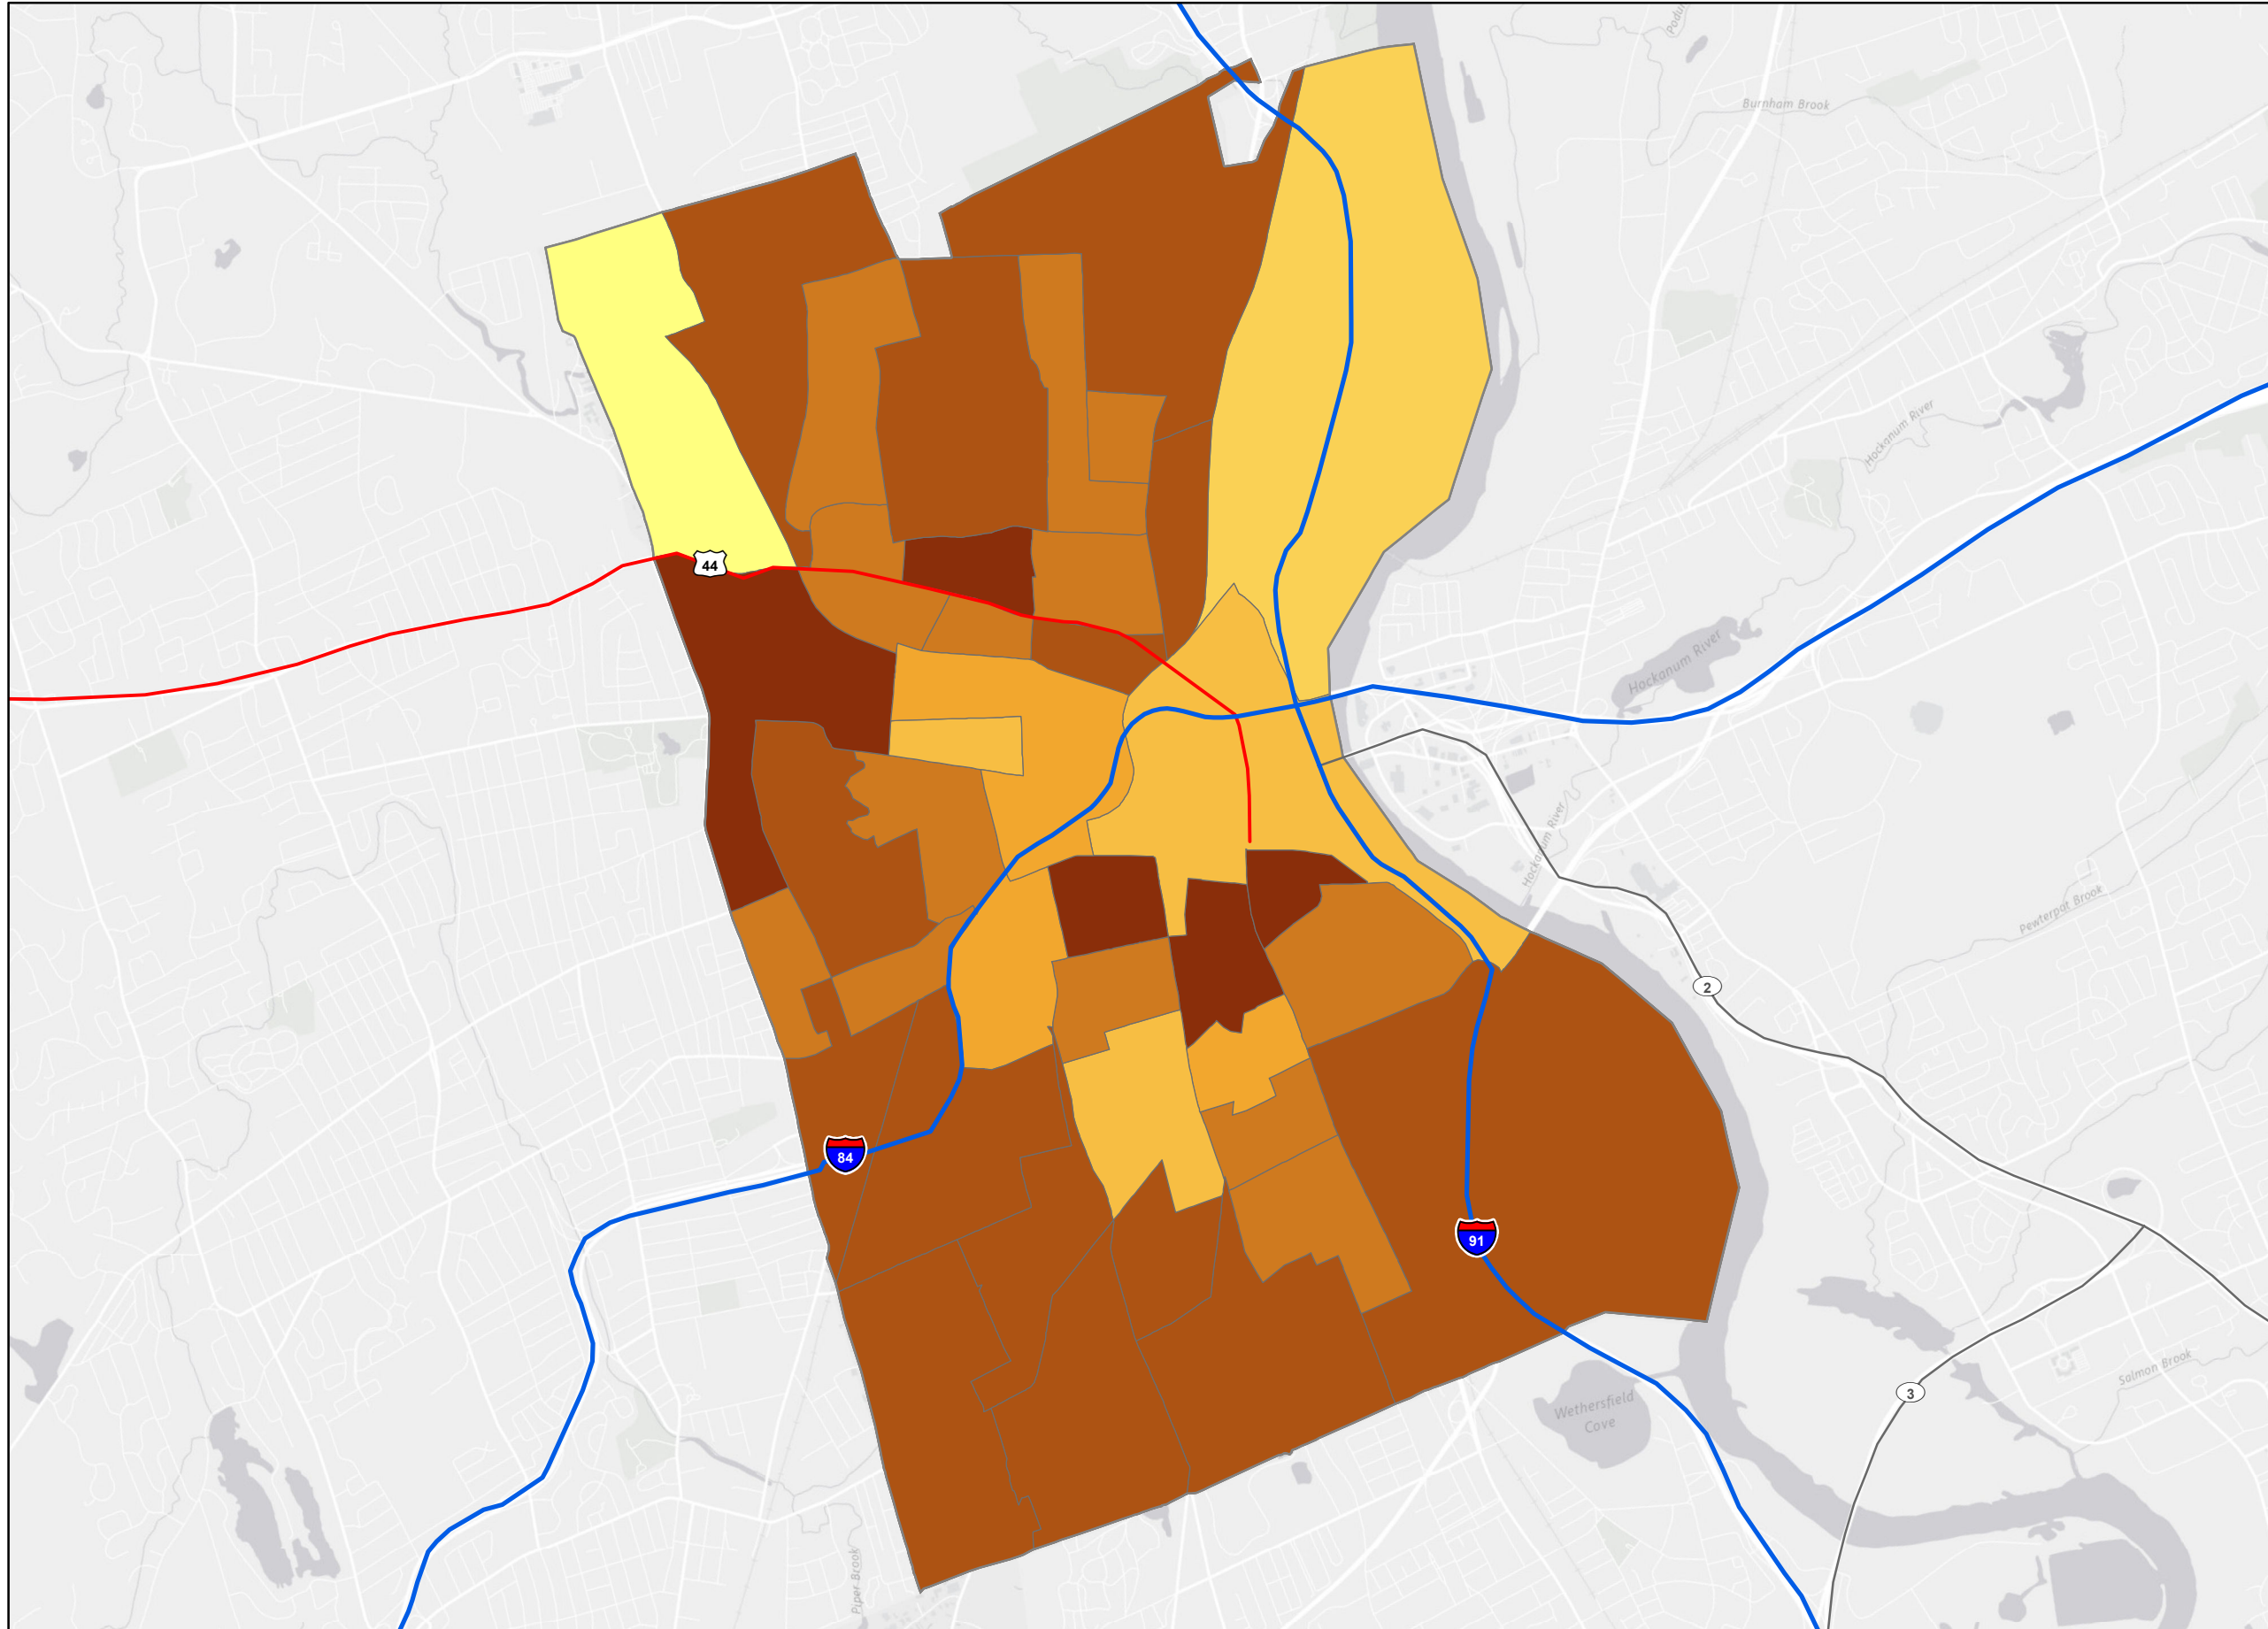 Burnham Brook
Hockanum River
44
Hockanum River
Hockanum River
Pewterpot Brook
2
84
91
Salmon Brook
3
Wethersfield
Cove
Piper Brook